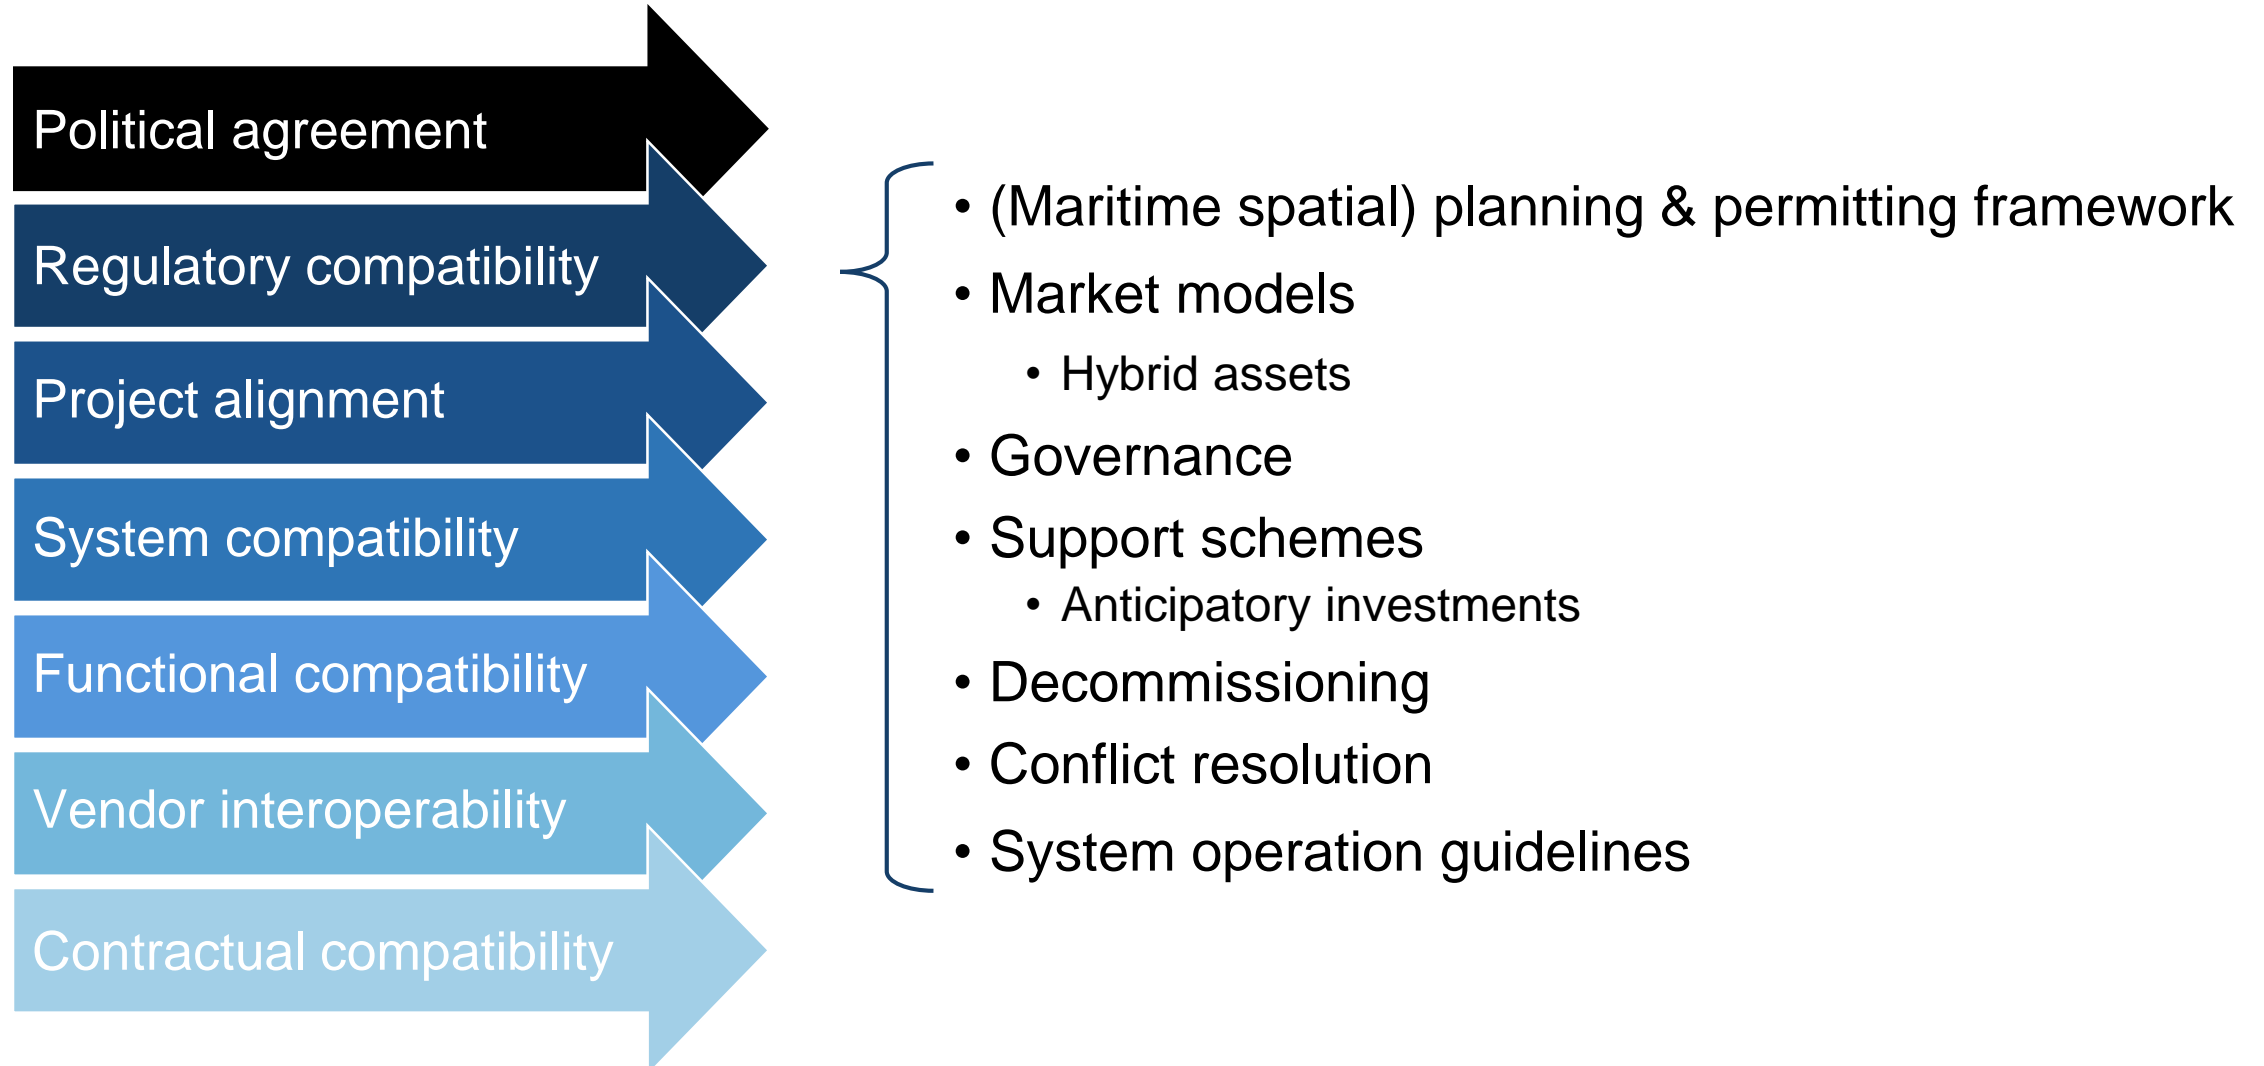 Political agreement
Regulatory compatibility
Project alignment
System compatibility
Functional compatibility
Vendor interoperability
Contractual compatibility
• (Maritime spatial) planning & permitting framework
• Market models
• Hybrid assets
• Governance
• Support schemes
• Anticipatory investments
• Decommissioning
• Conflict resolution
• System operation guidelines